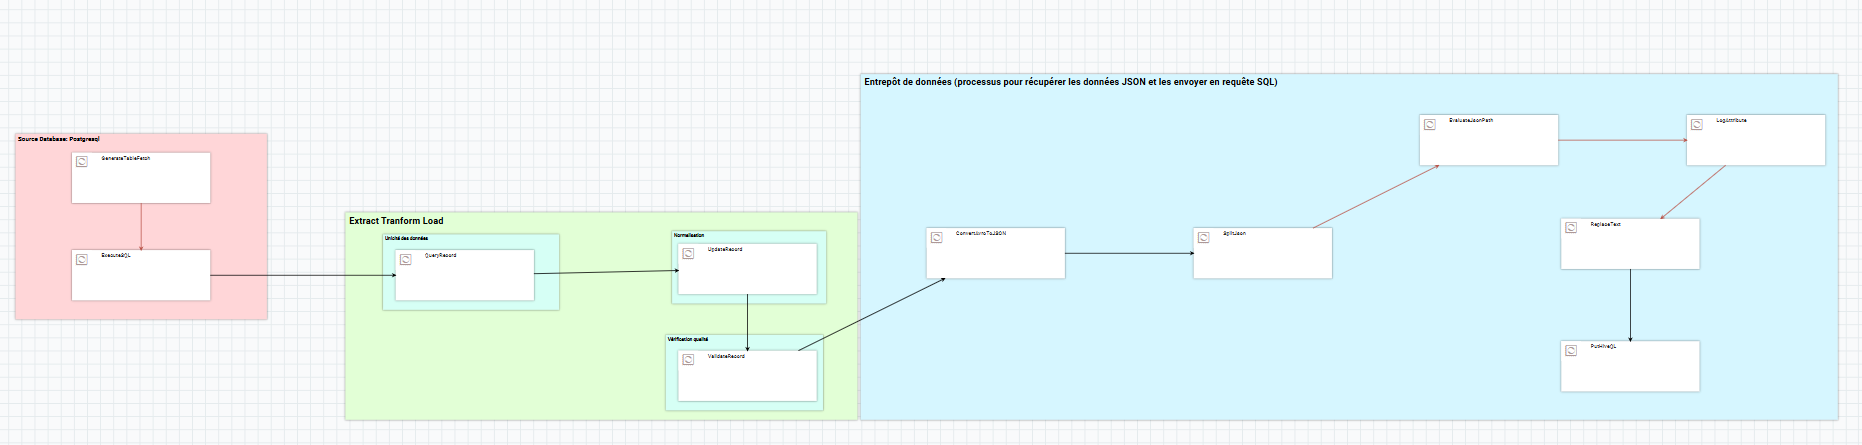 Entrepôt de données (processus pour récupérer les données JSON et les envoyer en requête SQL)
Source Database: Postgresql
GenerateTableFetch
ExecuteSQL
Extract Tranform Load
Unicité des données
QueryRecord
Normalisation
UpdateRecord
Vérification qualité
ValidateRecord
ConvertAvroToJSON
SplitJson
EvaluateJsonPath
LogAttribute
ReplaceText
PutHiveQL